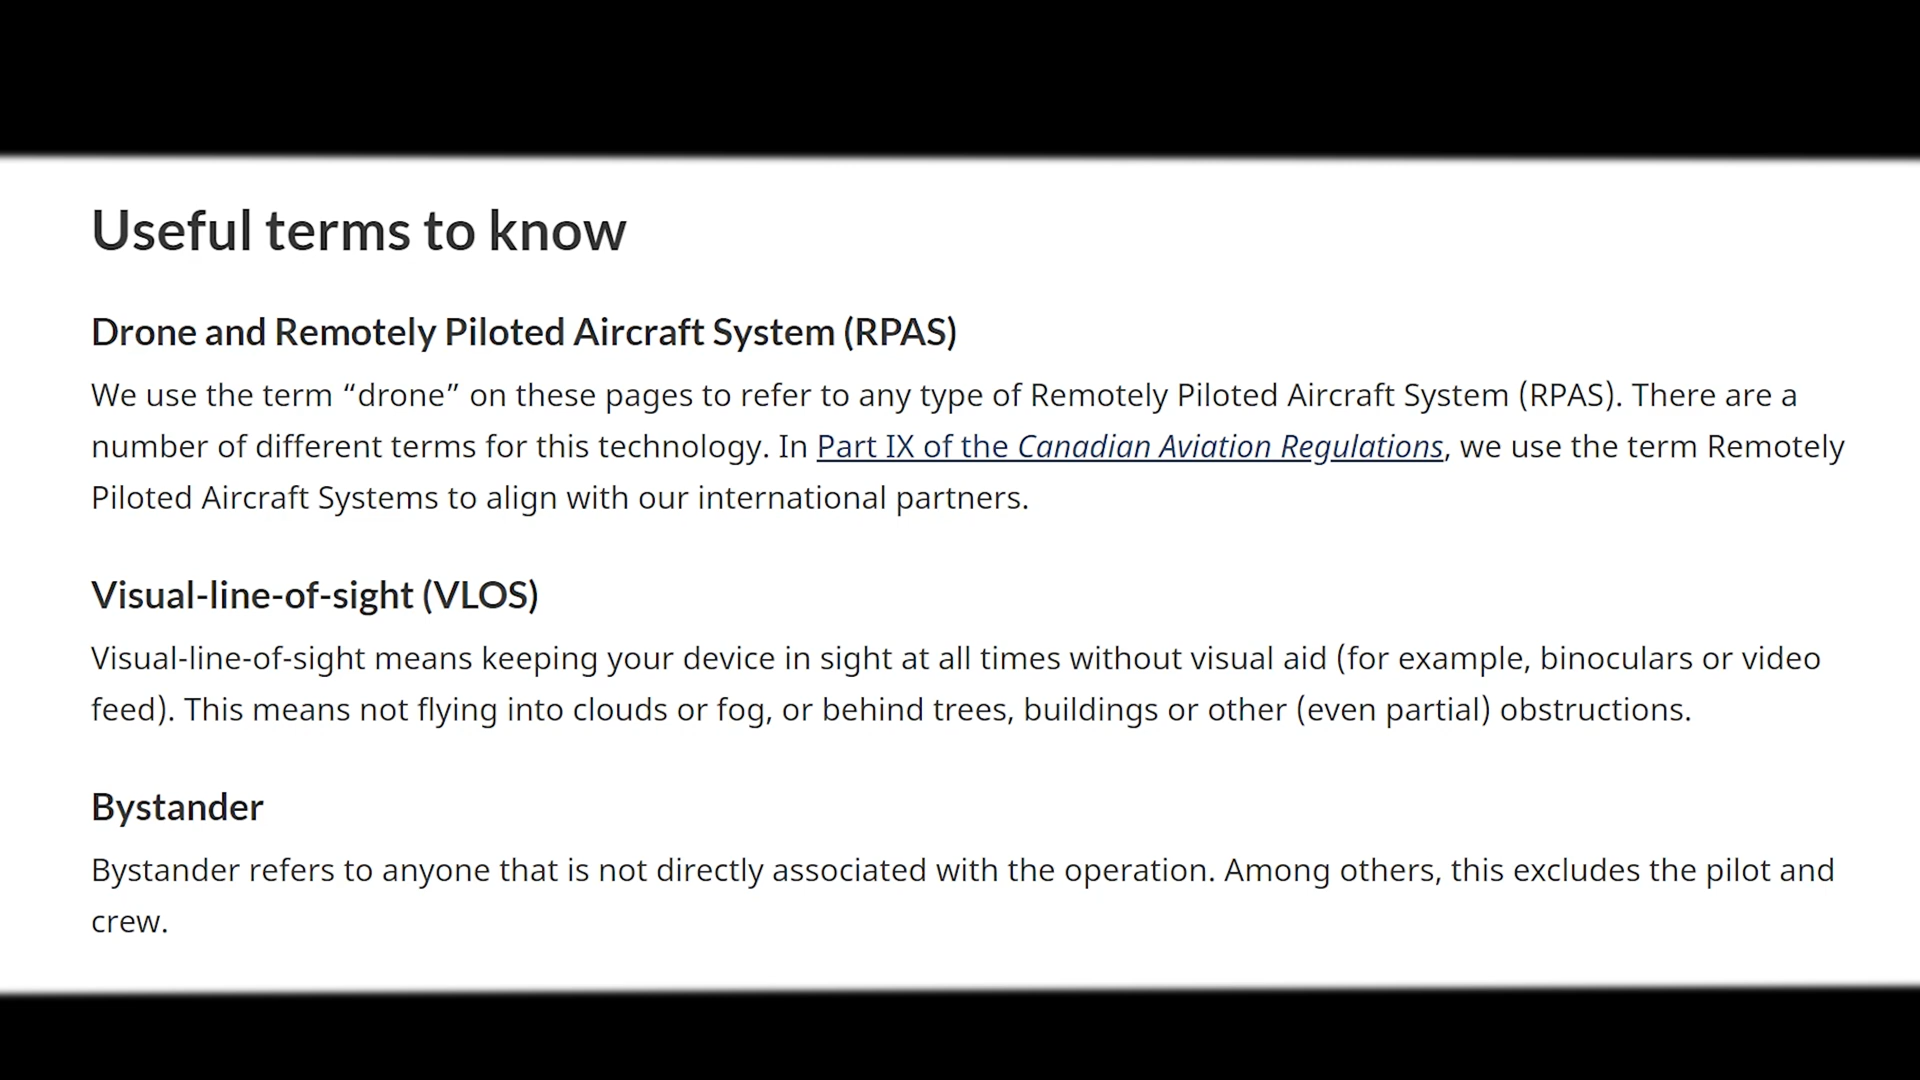 Useful terms to know
Drone and Remotely Piloted Aircraft System (RPAS)
We use the term “drone” on these pages to refer to any type of Remotely Piloted Aircraft System (RPAS). There are a
number of different terms for this technology. In Part IX of the Canadian Aviation Regulations, we use the term Remotely
Piloted Aircraft Systems to align with our international partners.
Visual-line-of-sight (VLOS)
Visual-line-of-sight means keeping your device in sight at all times without visual aid (for example, binoculars or video
feed). This means not flying into clouds or fog, or behind trees, buildings or other (even partial) obstructions.
Bystander
Bystander refers to anyone that is not directly associated with the operation. Among others, this excludes the pilot and
crew.